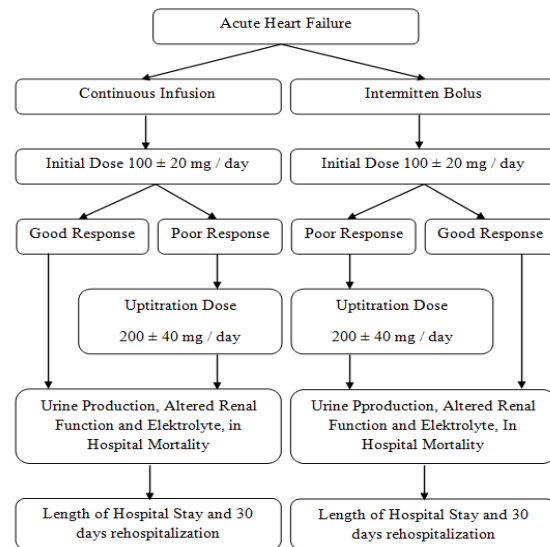 Acute Heart Failure
Continuous Infusion
Intermitten Bolus
Initial Dose 100 ± 20 mg / day
Initial Dose 100 ± 20 mg / day
Good Response
Poor Response
Poor Response
Good Response
Uptitration Dose
200 ± 40 mg / day
Uptitration Dose
200 ± 40 mg / day
Urine Production, Altered Renal
Function and Elektrolyte, in
Hospital Mortality
Urine Pproduction, Altered Renal
Function and Elektrolyte, In
Hospital Mortality
Length of Hospital Stay and 30
days rehospitalization
Length of Hospital Stay and 30
days rehospitalization